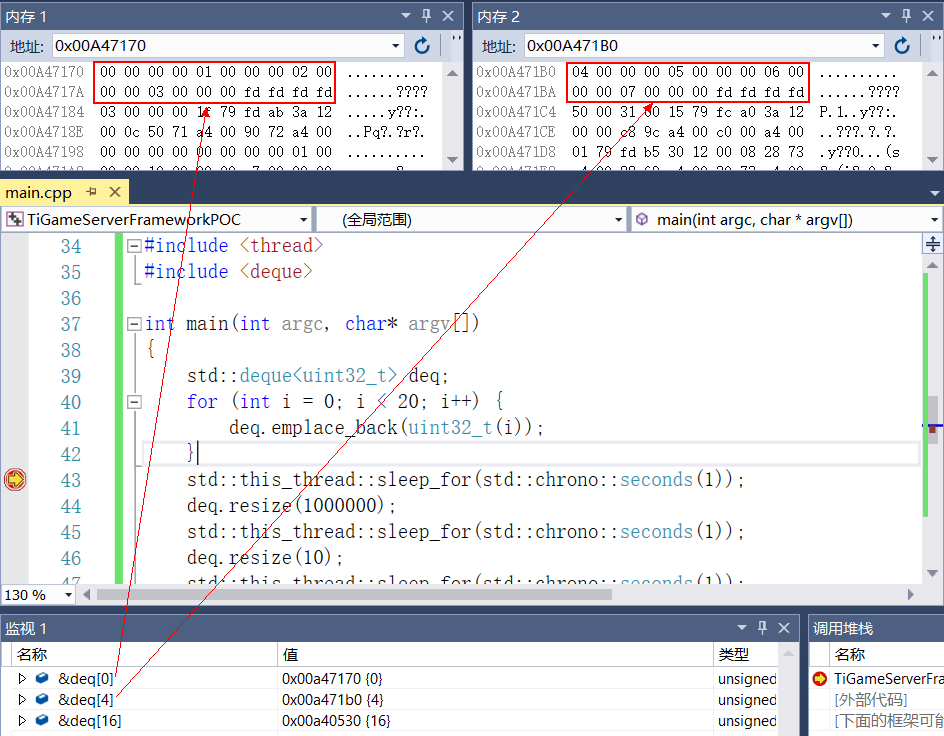 内存 1
地址: 0x00A47170
0x00A47170 00 00 00 00 01 00 00 00 02 00 ..........
0x00A4717A 00 00 03 00 00 00 fd fd fd fd ......????
0x00A47184 03 00 00 00 1f 79 fd ab 3a 12 .....y??:.
0x00A4718E 00 0c 50 71 a4 00 90 72 a4 00 ..Pq?.?r?.
0x00A47198 00 00 00 00 00 00 00 00 01 00 ..........
内存 2
地址: 0x00A471B0
0x00A471B0 04 00 00 00 05 00 00 00 06 00 ..........
0x00A471BA 00 00 07 00 00 00 fd fd fd fd ......????
0x00A471C4 50 00 31 00 15 79 fc a0 3a 12 P.1..y??:.
0x00A471CE 00 00 c8 9c a4 00 c0 00 a4 00 ..???.?.?.
0x00A471D8 01 79 fd b5 30 12 00 08 28 73 .y??0...(s
main.cpp
TiGameServerFrameworkPOC
(全局范围)
main(int argc, char * argv[])
34 #include <thread>
35 #include <deque>
36
37 int main(int argc, char* argv[])
38 {
39 std::deque<uint32_t> deq;
40 for (int i = 0; i < 20; i++) {
41 deq.emplace_back(uint32_t(i));
42 }
43 std::this_thread::sleep_for(std::chrono::seconds(1));
44 deq.resize(1000000);
45 std::this_thread::sleep_for(std::chrono::seconds(1));
46 deq.resize(10);
47 std::this_thread::sleep_for(std::chrono::seconds(1));
130 %
监视 1
名称 值 类型
&deq[0] 0x00a47170 {0} unsigned
&deq[4] 0x00a471b0 {4} unsigned
&deq[16] 0x00a40530 {16} unsigned
调用堆栈
名称
TiGameServerFra
[外部代码]
[下面的框架可能